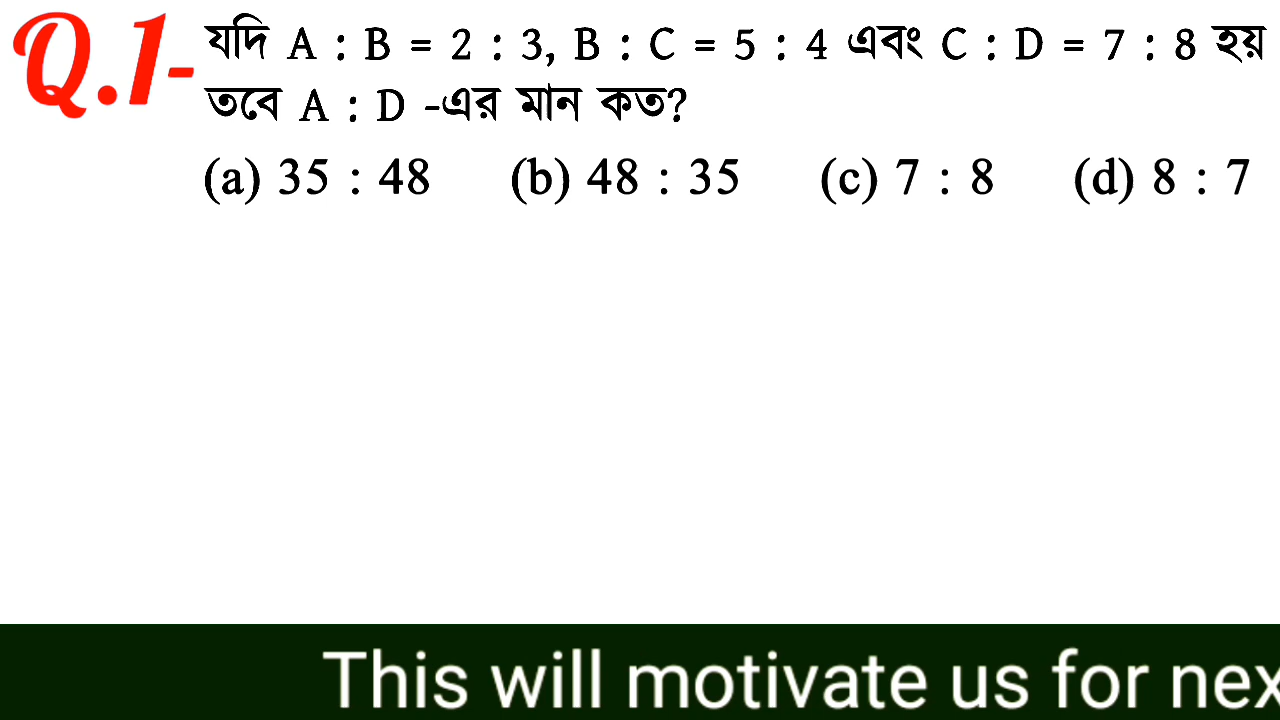 Q.1- যদি A : B = 2 : 3, B : C = 5 : 4 এবং C : D = 7 : 8 হয়
তবে A : D -এর মান কত?
(a) 35 : 48 (b) 48 : 35 (c) 7 : 8 (d) 8 : 7
This will motivate us for nex